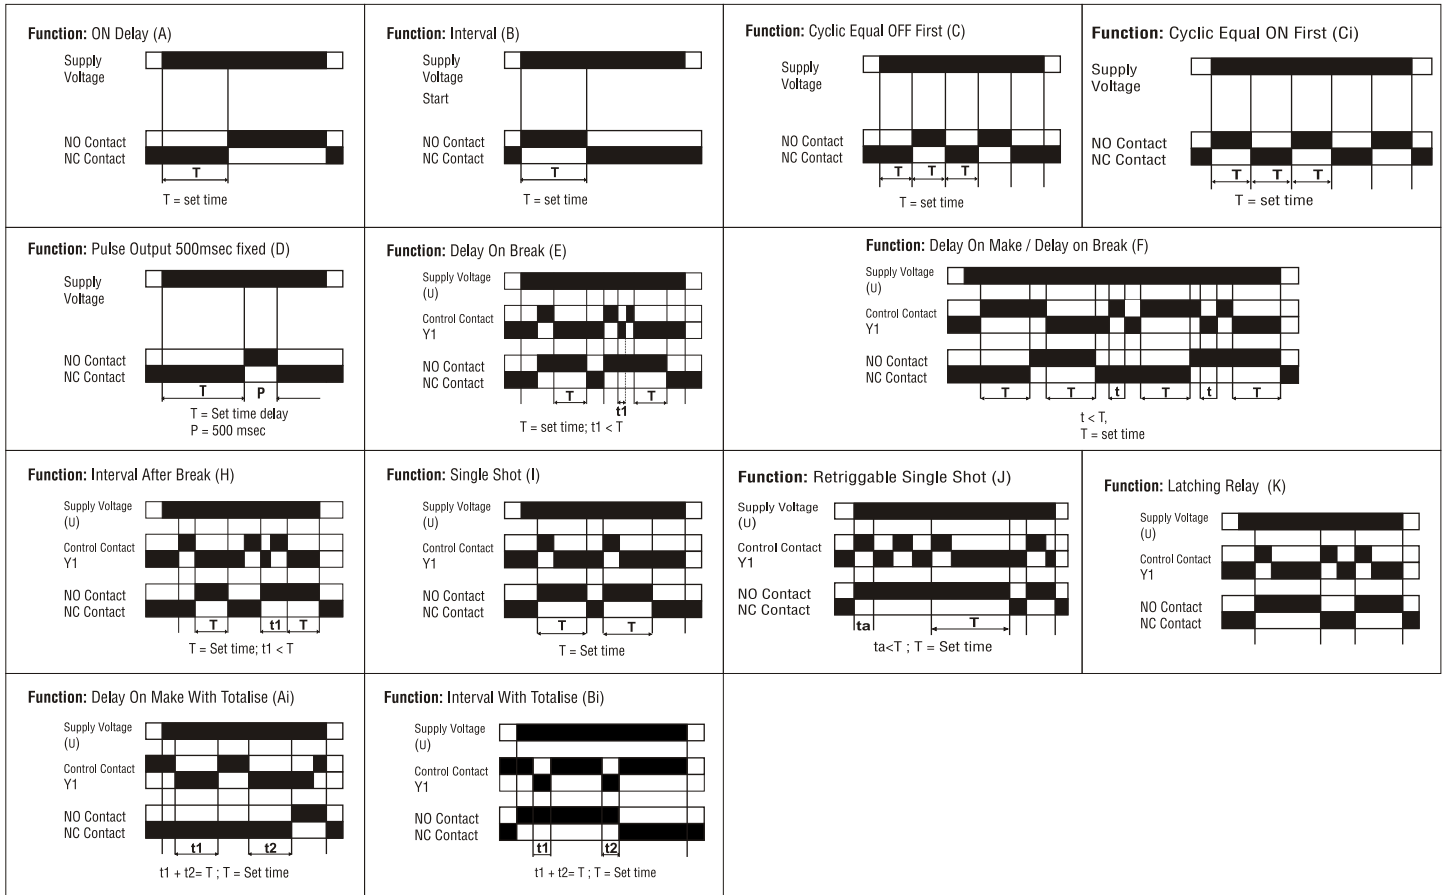 Function: ON Delay (A)
Supply
Voltage
NO Contact
NC Contact
T
T = set time
Function: Interval (B)
Supply
Voltage
Start
NO Contact
NC Contact
T
T = set time
Function: Cyclic Equal OFF First (C)
Supply
Voltage
NO Contact
NC Contact
T T T
T = set time
Function: Cyclic Equal ON First (Ci)
Supply
Voltage
NO Contact
NC Contact
T T T
T = set time
Function: Pulse Output 500msec fixed (D)
Supply
Voltage
NO Contact
NC Contact
T P
T = Set time delay
P = 500 msec
Function: Delay On Break (E)
Supply Voltage
(U)
Control Contact
Y1
NO Contact
NC Contact
T t1 T
T = set time; t1 < T
Function: Delay On Make / Delay on Break (F)
Supply Voltage
(U)
Control Contact
Y1
NO Contact
NC Contact
T T t T t T
t < T,
T = set time
Function: Interval After Break (H)
Supply Voltage
(U)
Control Contact
Y1
NO Contact
NC Contact
T t1 T
T = Set time; t1 < T
Function: Single Shot (I)
Supply Voltage
(U)
Control Contact
Y1
NO Contact
NC Contact
T T
T = Set time
Function: Retriggable Single Shot (J)
Supply Voltage
(U)
Control Contact
Y1
NO Contact
NC Contact
ta T
ta<T ; T = Set time
Function: Latching Relay (K)
Supply Voltage
(U)
Control Contact
Y1
NO Contact
NC Contact
Function: Delay On Make With Totalise (Ai)
Supply Voltage
(U)
Control Contact
Y1
NO Contact
NC Contact
t1 t2
t1 + t2= T ; T = Set time
Function: Interval With Totalise (Bi)
Supply Voltage
(U)
Control Contact
Y1
NO Contact
NC Contact
t1 t2
t1 + t2= T ; T = Set time